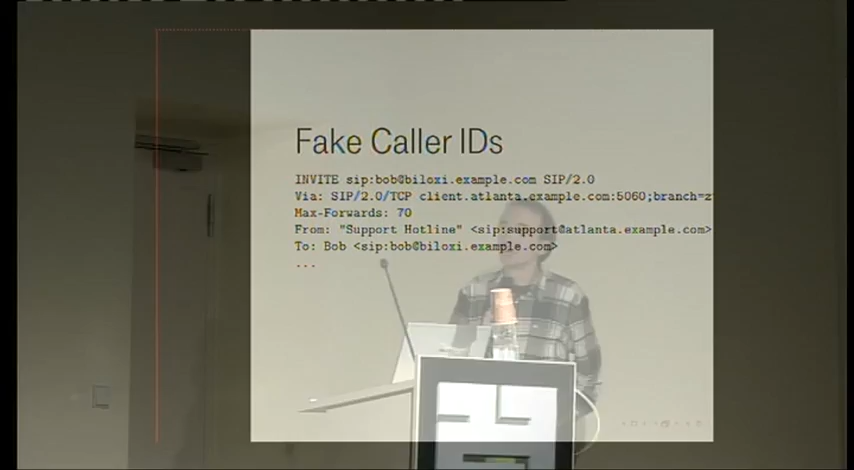 Fake Caller IDs
INVITE sip:bob@biloxi.example.com SIP/2.0
Via: SIP/2.0/TCP client.atlanta.example.com:5060;branch=z
Max-Forwards: 70
From: "Support Hotline" <sip:support@atlanta.example.com>
To: Bob <sip:bob@biloxi.example.com>
...